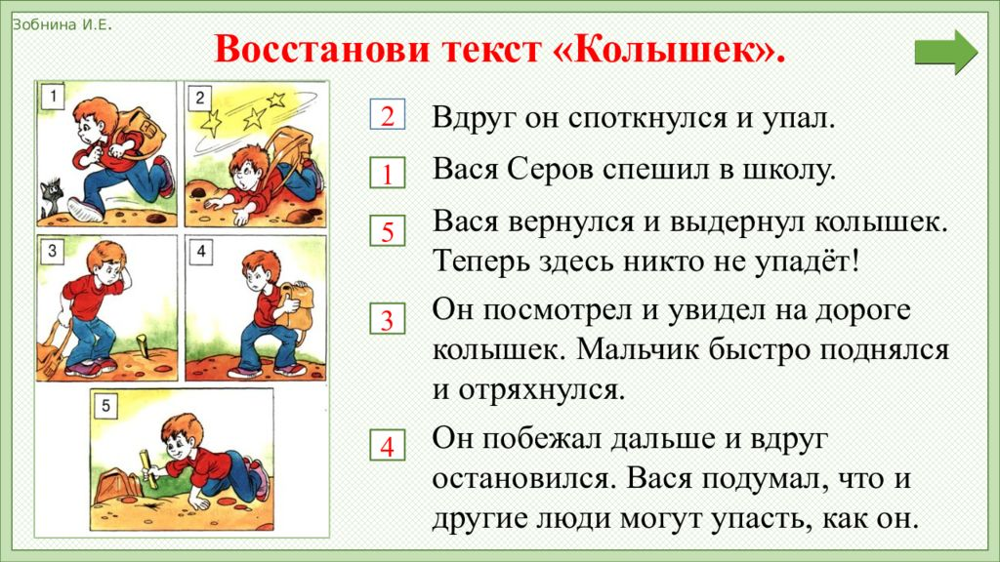 Зобнина И.Е.
Восстанови текст «Колышек».
1
2
3
4
5
2 Вдруг он споткнулся и упал.
1 Вася Серов спешил в школу.
5 Вася вернулся и выдернул колышек.
Теперь здесь никто не упадёт!
3 Он посмотрел и увидел на дороге
колышек. Мальчик быстро поднялся
и отряхнулся.
4 Он побежал дальше и вдруг
остановился. Вася подумал, что и
другие люди могут упасть, как он.